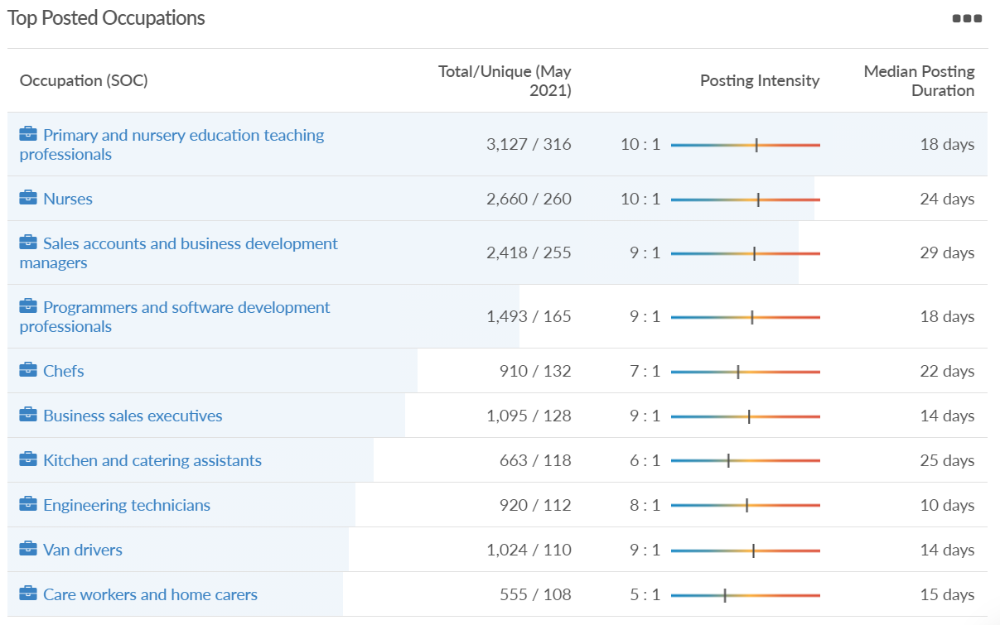 Top Posted Occupations
Occupation (SOC)
Total/Unique (May
2021)
Posting Intensity
Median Posting
Duration
Primary and nursery education teaching
professionals
3,127 / 316
10 : 1
18 days
Nurses
2,660 / 260
10 : 1
24 days
Sales accounts and business development
managers
2,418 / 255
9 : 1
29 days
Programmers and software development
professionals
1,493 / 165
9 : 1
18 days
Chefs
910 / 132
7 : 1
22 days
Business sales executives
1,095 / 128
9 : 1
14 days
Kitchen and catering assistants
663 / 118
6 : 1
25 days
Engineering technicians
920 / 112
8 : 1
10 days
Van drivers
1,024 / 110
9 : 1
14 days
Care workers and home carers
555 / 108
5 : 1
15 days